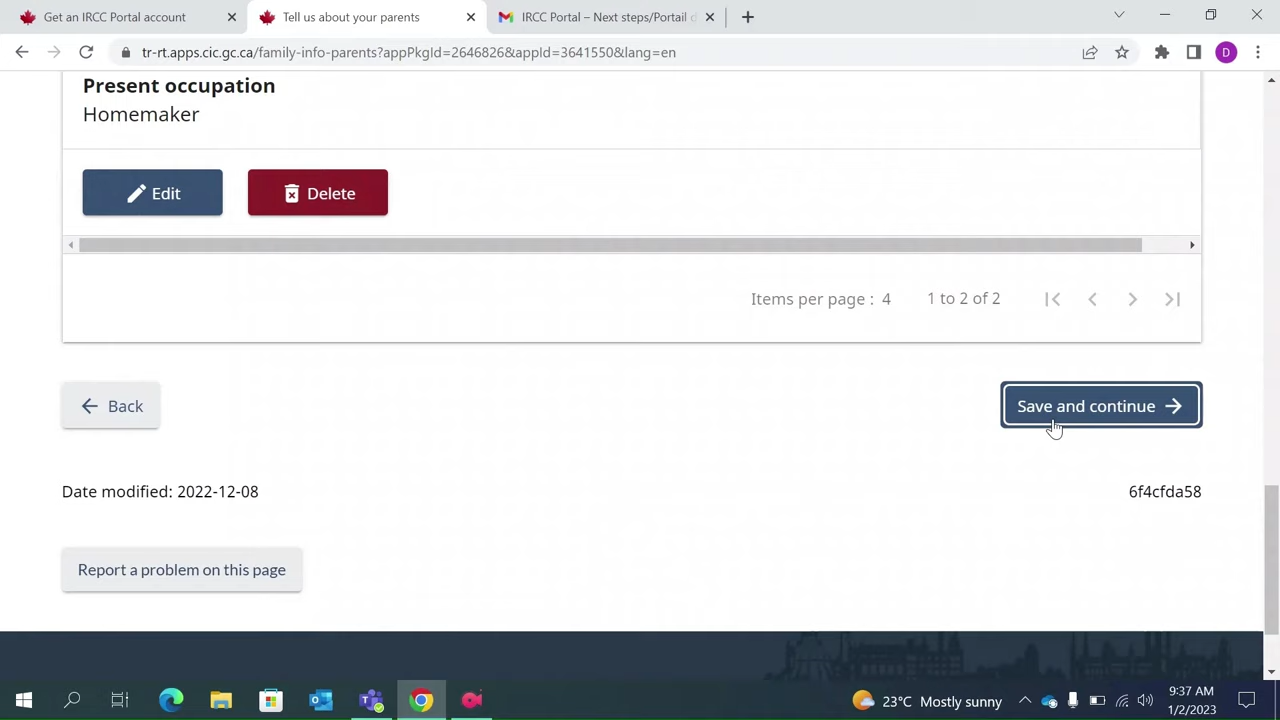 Get an IRCC Portal account
Tell us about your parents
IRCC Portal – Next steps/Portail d
tr-rt.apps.cic.gc.ca/family-info-parents?appPkgId=2646826&appId=3641550&lang=en
D
Present occupation
Homemaker
Edit
Delete
Items per page : 4
1 to 2 of 2
Back
Save and continue
Date modified: 2022-12-08
6f4cfda58
Report a problem on this page
23°C Mostly sunny
9:37 AM
1/2/2023